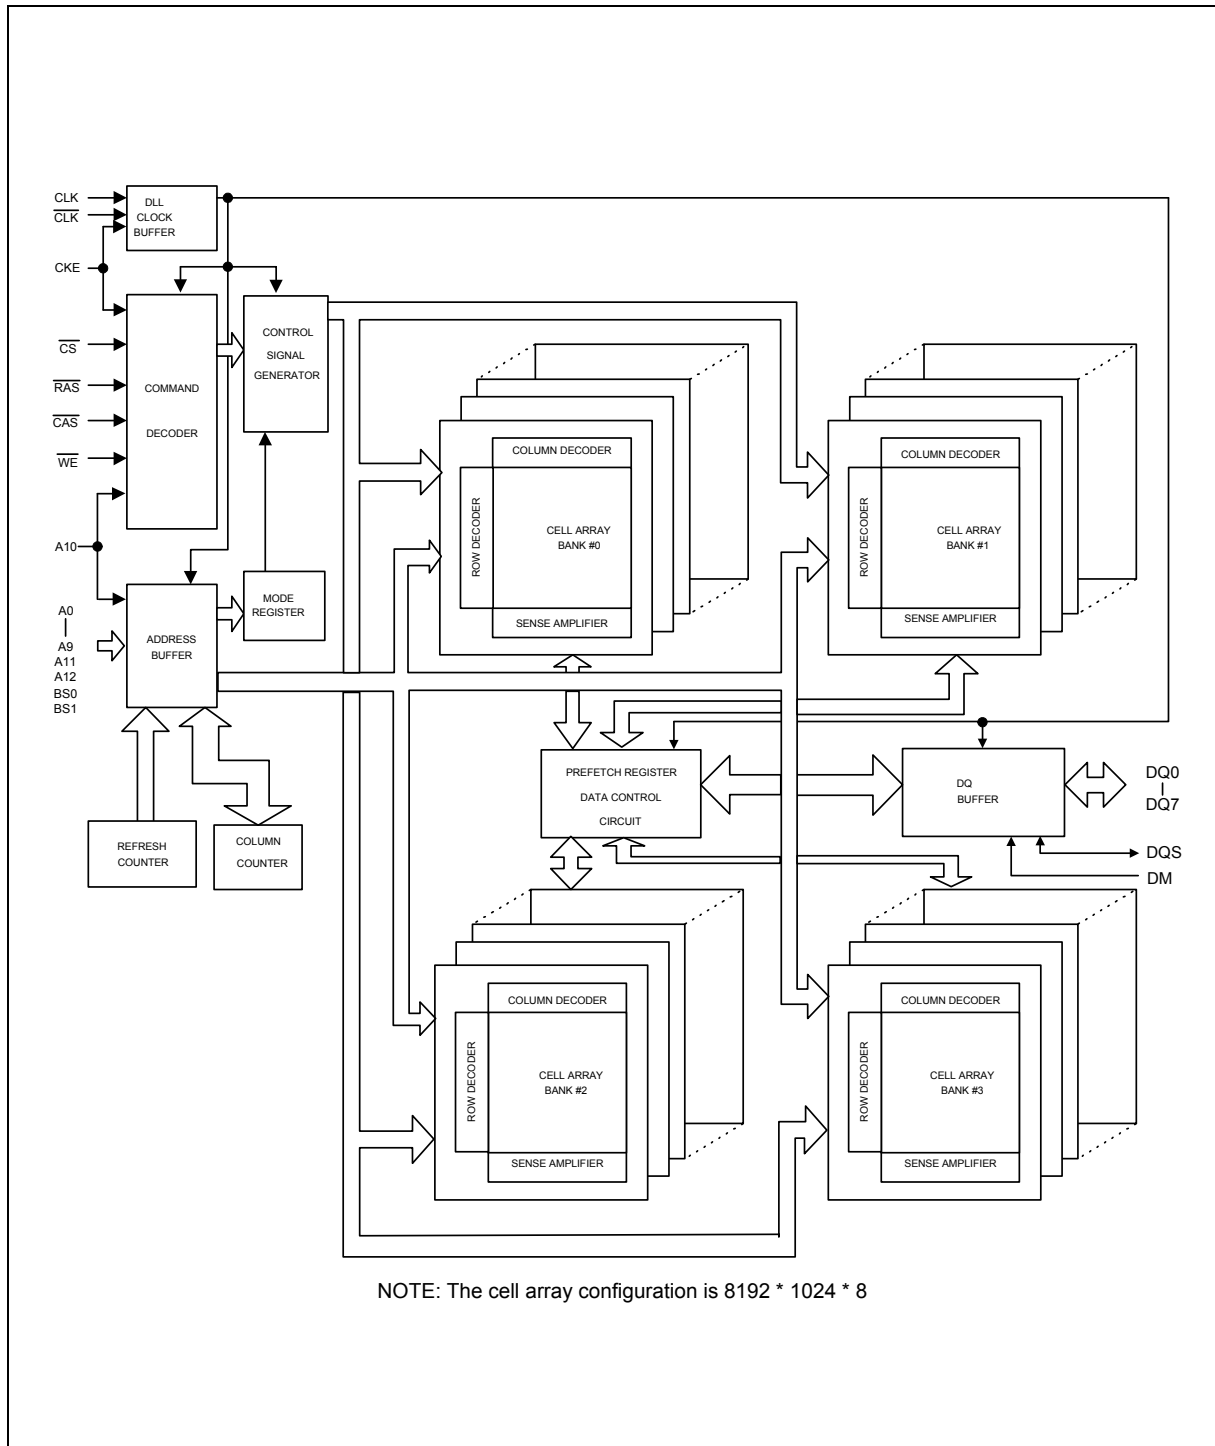 CLK
CLK
CKE
CS
RAS
CAS
WE
A10
A0
A9
A11
A12
BS0
BS1
DLL
CLOCK
BUFFER
COMMAND
DECODER
CONTROL
SIGNAL
GENERATOR
ADDRESS
BUFFER
MODE
REGISTER
REFRESH
COUNTER
COLUMN
COUNTER
COLUMN DECODER
ROW DECODER
CELL ARRAY
BANK #0
SENSE AMPLIFIER
COLUMN DECODER
ROW DECODER
CELL ARRAY
BANK #1
SENSE AMPLIFIER
PREFETCH REGISTER
DATA CONTROL
CIRCUIT
DQ
BUFFER
DQ0
DQ7
DQS
DM
COLUMN DECODER
ROW DECODER
CELL ARRAY
BANK #2
SENSE AMPLIFIER
COLUMN DECODER
ROW DECODER
CELL ARRAY
BANK #3
SENSE AMPLIFIER
NOTE: The cell array configuration is 8192 * 1024 * 8